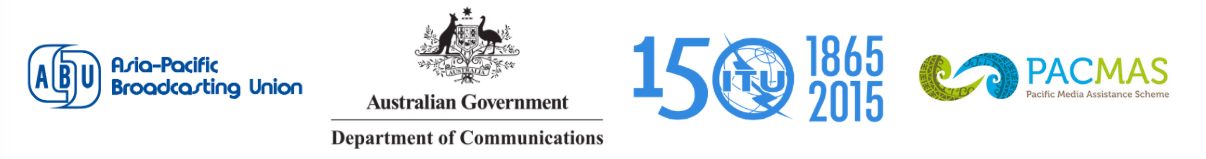 ABU
Asia-Pacific
Broadcasting Union
AUSTRALIA
Australian Government
Department of Communications
150
ITU
1865
2015
PACMAS
Pacific Media Assistance Scheme